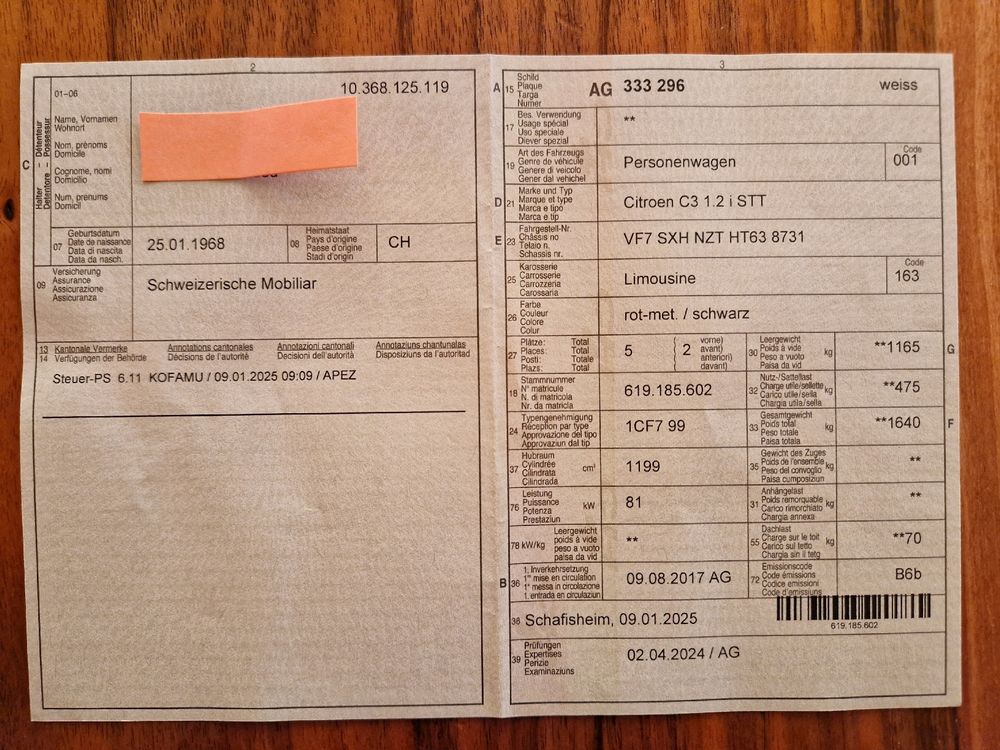 2
01–06
10.368.125.119
C
Halter – Détenteur
Detentore – Possessur
Name, Vornamen
Wohnort
Nom, prénoms
Domicile
Cognome, nomi
Domicilio
Num, prenums
Domicil
07
Geburtsdatum
Date de naissance
Data di nascita
Data da nasch.
25.01.1968
08
Heimatstaat
Pays d'origine
Paese d'origine
Stadi d'origin
CH
09
Versicherung
Assurance
Assicurazione
Assicuranza
Schweizerische Mobiliar
13 Kantonale Vermerke Annotations cantonales Annotazioni cantonali Annotaziuns chantunalas
14 Verfügungen der Behörde Décisions de l'autorité Decisioni dell'autorità Disposiziuns da l'autoritad
Steuer-PS 6.11 KOFAMU / 09.01.2025 09:09 / APEZ
3
A 15
Schild
Plaque
Targa
Numer
AG 333 296 weiss
17
Bes. Verwendung
Usage spécial
Uso speciale
Diever spezial
**
19
Art des Fahrzeugs
Genre de véhicule
Genere di veicolo
Gener dal vehichel
Personenwagen
Code
001
D 21
Marke und Typ
Marque et type
Marca e tipo
Marca e tip
Citroen C3 1.2 i STT
E 23
Fahrgestell-Nr.
Châssis no
Telaio n.
Schassis nr.
VF7 SXH NZT HT63 8731
25
Karosserie
Carrosserie
Carrozzeria
Carossaria
Limousine
Code
163
26
Farbe
Couleur
Colore
Colur
rot-met. / schwarz
27
Plätze: Total
Places: Total
Posti: Totale
Plazs: Total
5
2
vorne)
avant)
anteriori)
davant)
30
Leergewicht
Poids à vide
Peso a vuoto
Paisa da vid
kg
**1165
G
18
Stammnummer
N° matricule
N. di matricola
Nr. da matricla
619.185.602
32
Nutz-/Sattellast
Charge utile/sellette
Carico utile/sella
Chargia utila/sella
kg
**475
24
Typengenehmigung
Réception par type
Approvazione del tipo
Approvaziun dal tip
1CF7 99
33
Gesamtgewicht
Poids total
Peso totale
Paisa totala
kg
**1640
F
37
Hubraum
Cylindrée
Cilindrata
Cilindrada
cm³
1199
35
Gewicht des Zuges
Poids de l'ensemble
Peso del convoglio
Paisa cumposiziun
kg
**
76
Leistung
Puissance
Potenza
Prestaziun
kW
81
31
Anhängelast
Poids remorquable
Carico rimorchiato
Chargia annexa
kg
**
78 kW/kg
Leergewicht
poids à vide
peso a vuoto
paisa da vid
**
55
Dachlast
Charge sur le toit
Carico sul tetto
Chargia sin il tetg
kg
**70
B 36
1. Inverkehrsetzung
1re mise en circulation
1a messa in circolazione
1. entrada en circulaziun
09.08.2017 AG
72
Emissionscode
Code émissions
Codice emissioni
Code d'emissiuns
B6b
38 Schafisheim, 09.01.2025
619.185.602
39
Prüfungen
Expertises
Perizie
Examinaziuns
02.04.2024 / AG